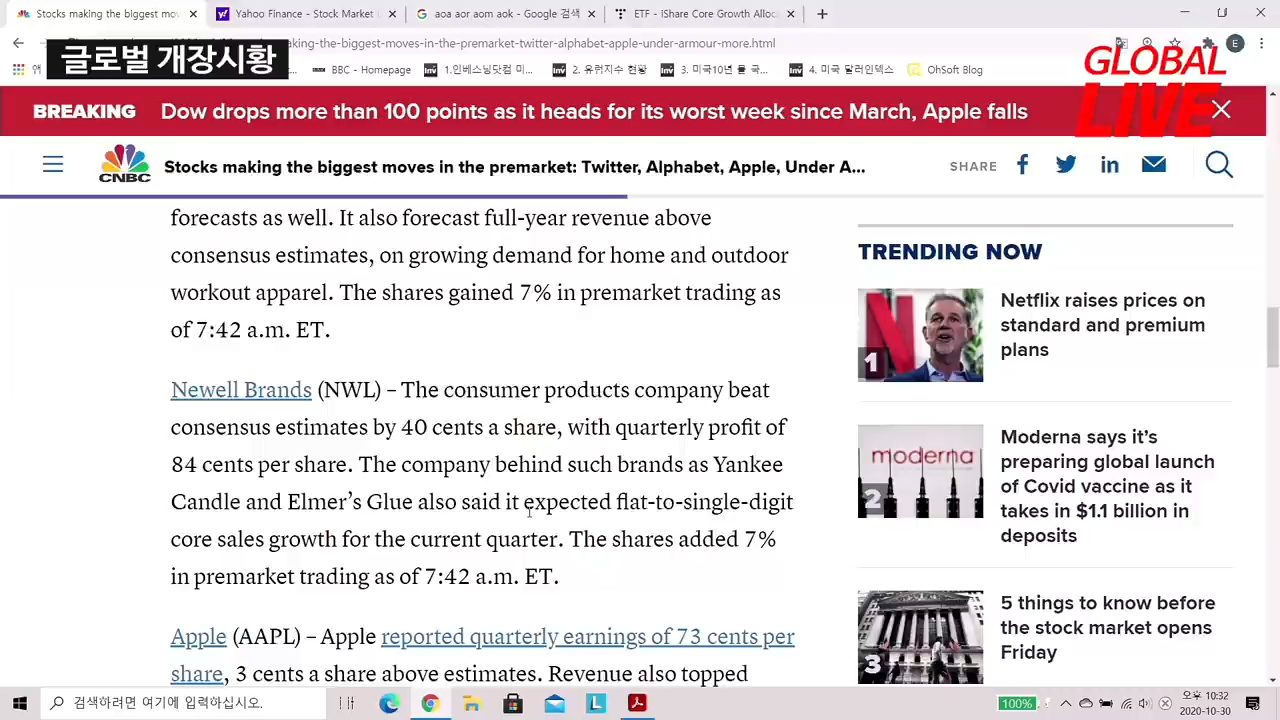 Stocks making the biggest mov
Yahoo Finance - Stock Market L
aoa aor aom aok - Google 검색
ETF - IShare Core Growth Alloc
aking-the-biggest-moves-in-the-premarket-twitter-alphabet-apple-under-armour-more.html
E
글로벌 개장시황
BBC - Homepage
1.인베스팅닷컴 미...
2. 유럽지수 현황
3. 미국10년 물 국...
4. 미국 달러인덱스
OhSoft Blog
GLOBAL
LIVE
BREAKING
Dow drops more than 100 points as it heads for its worst week since March, Apple falls
CNBC
Stocks making the biggest moves in the premarket: Twitter, Alphabet, Apple, Under A...
SHARE
forecasts as well. It also forecast full-year revenue above
consensus estimates, on growing demand for home and outdoor
workout apparel. The shares gained 7% in premarket trading as
of 7:42 a.m. ET.
Newell Brands (NWL) – The consumer products company beat
consensus estimates by 40 cents a share, with quarterly profit of
84 cents per share. The company behind such brands as Yankee
Candle and Elmer’s Glue also said it expected flat-to-single-digit
core sales growth for the current quarter. The shares added 7%
in premarket trading as of 7:42 a.m. ET.
Apple (AAPL) – Apple reported quarterly earnings of 73 cents per
share, 3 cents a share above estimates. Revenue also topped
TRENDING NOW
1
Netflix raises prices on
standard and premium
plans
moderna
2
Moderna says it’s
preparing global launch
of Covid vaccine as it
takes in $1.1 billion in
deposits
3
5 things to know before
the stock market opens
Friday
검색하려면 여기에 입력하십시오.
100%
오후 10:32
2020-10-30